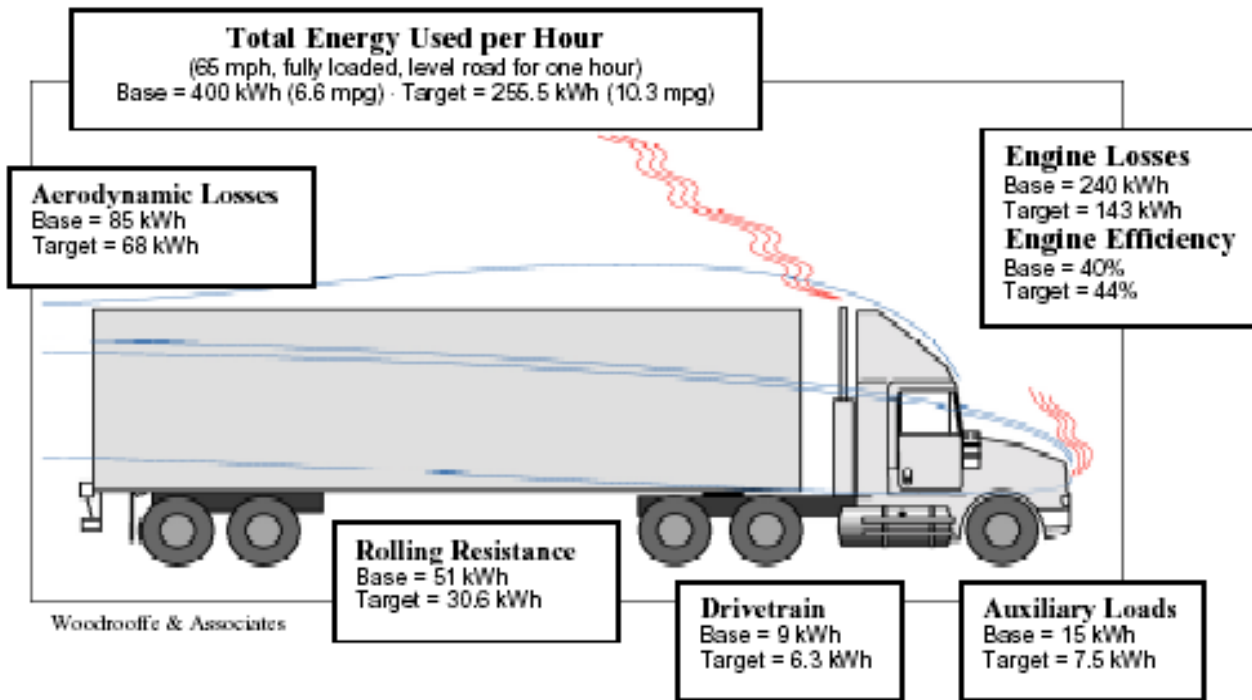 Total Energy Used per Hour
(65 mph, fully loaded, level road for one hour)
Base = 400 kWh (6.6 mpg) · Target = 255.5 kWh (10.3 mpg)
Aerodynamic Losses
Base = 85 kWh
Target = 68 kWh
Engine Losses
Base = 240 kWh
Target = 143 kWh
Engine Efficiency
Base = 40%
Target = 44%
Rolling Resistance
Base = 51 kWh
Target = 30.6 kWh
Drivetrain
Base = 9 kWh
Target = 6.3 kWh
Auxiliary Loads
Base = 15 kWh
Target = 7.5 kWh
Woodrooffe & Associates